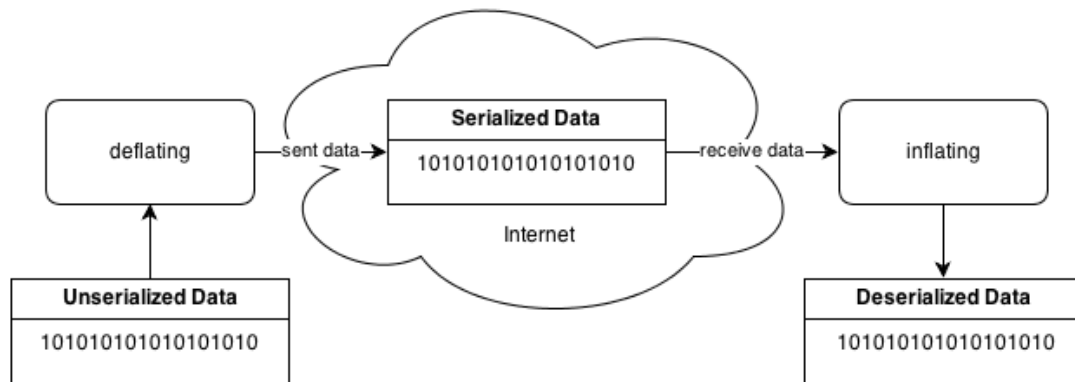 deflating
sent data
Serialized Data
101010101010101010
Internet
receive data
inflating
Unserialized Data
101010101010101010
Deserialized Data
101010101010101010